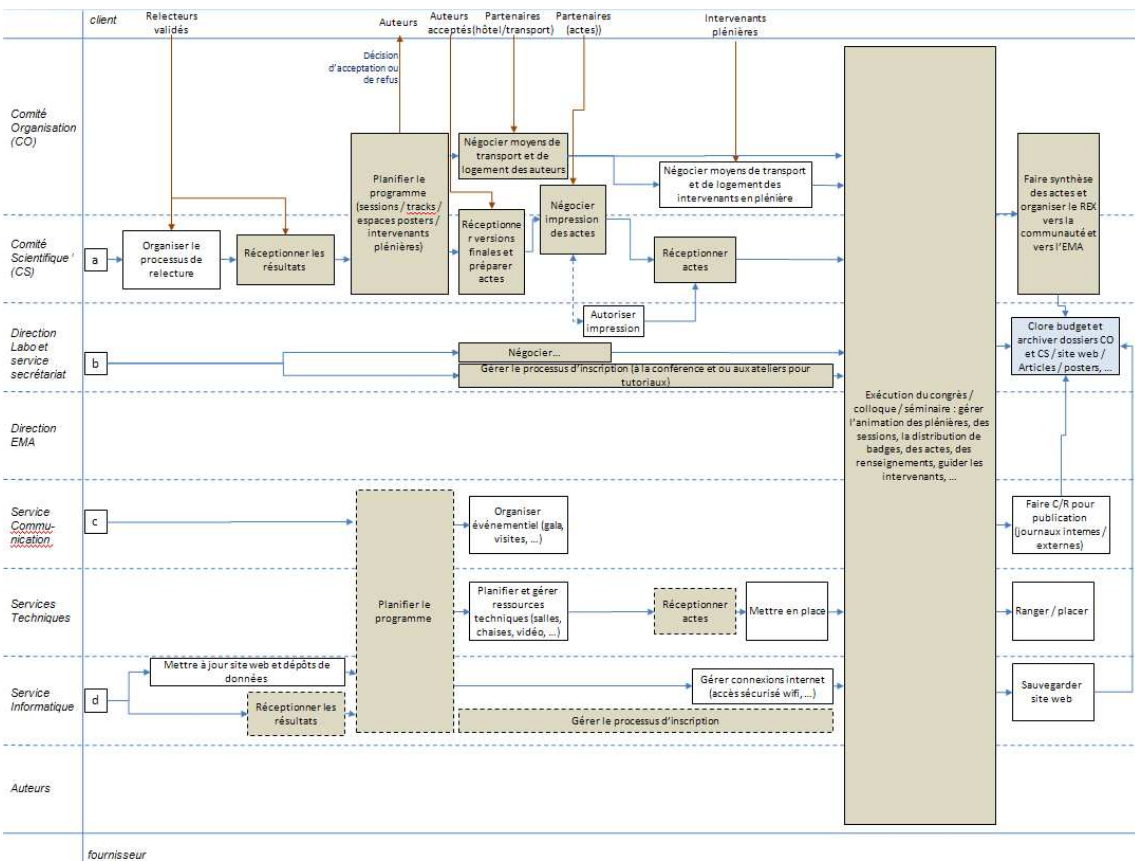 client
Relecteurs
validés
Auteurs
Auteurs
acceptés
Partenaires
(hôtel/transport)
Partenaires
(actes))
Intervenants
plénières
Décision
d'acceptation ou
de refus
Comité
Organisation
(CO)
Planifier le
programme
(sessions / tracks /
espaces posters /
intervenants
plénières)
Négocier moyens de
transport et de
logement des auteurs
Négocier moyens de transport
et de logement des
intervenants en plénière
Négocier
impression
des actes
Faire synthèse
des actes et
organiser le REX
vers la
communauté et
vers l'EMA
Comité
Scientifique '
(CS)
a
Organiser le
processus de
relecture
Réceptionner les
résultats
Réceptionne
r versions
finales et
préparer
actes
Réceptionner
actes
Autoriser
impression
Direction
Labo et
service
secrétariat
b
Négocier...
Gérer le processus d'inscription (à la conférence et ou aux ateliers pour
tutoriaux)
Clore budget et
archiver dossiers CO
et CS / site web /
Articles / posters, ...
Direction
EMA
Exécution du congrès /
colloque / séminaire : gérer
l'animation des plénières, des
sessions, la distribution de
badges, des actes, des
renseignements, guider les
intervenants, ...
Service
Commu-
nication
c
Organiser
événementiel (gala,
visites, ...)
Faire C/R pour
publication
(journaux internes /
externes)
Services
Techniques
Planifier le
programme
Planifier et gérer
ressources
techniques (salles,
chaises, vidéo, ...)
Réceptionner
actes
Mettre en place
Ranger / placer
Service
Informatique
d
Mettre à jour site web et dépôts de
données
Réceptionner les
résultats
Gérer connexions internet
(accès sécurisé wifi, ...)
Gérer le processus d'inscription
Sauvegarder
site web
Auteurs
fournisseur